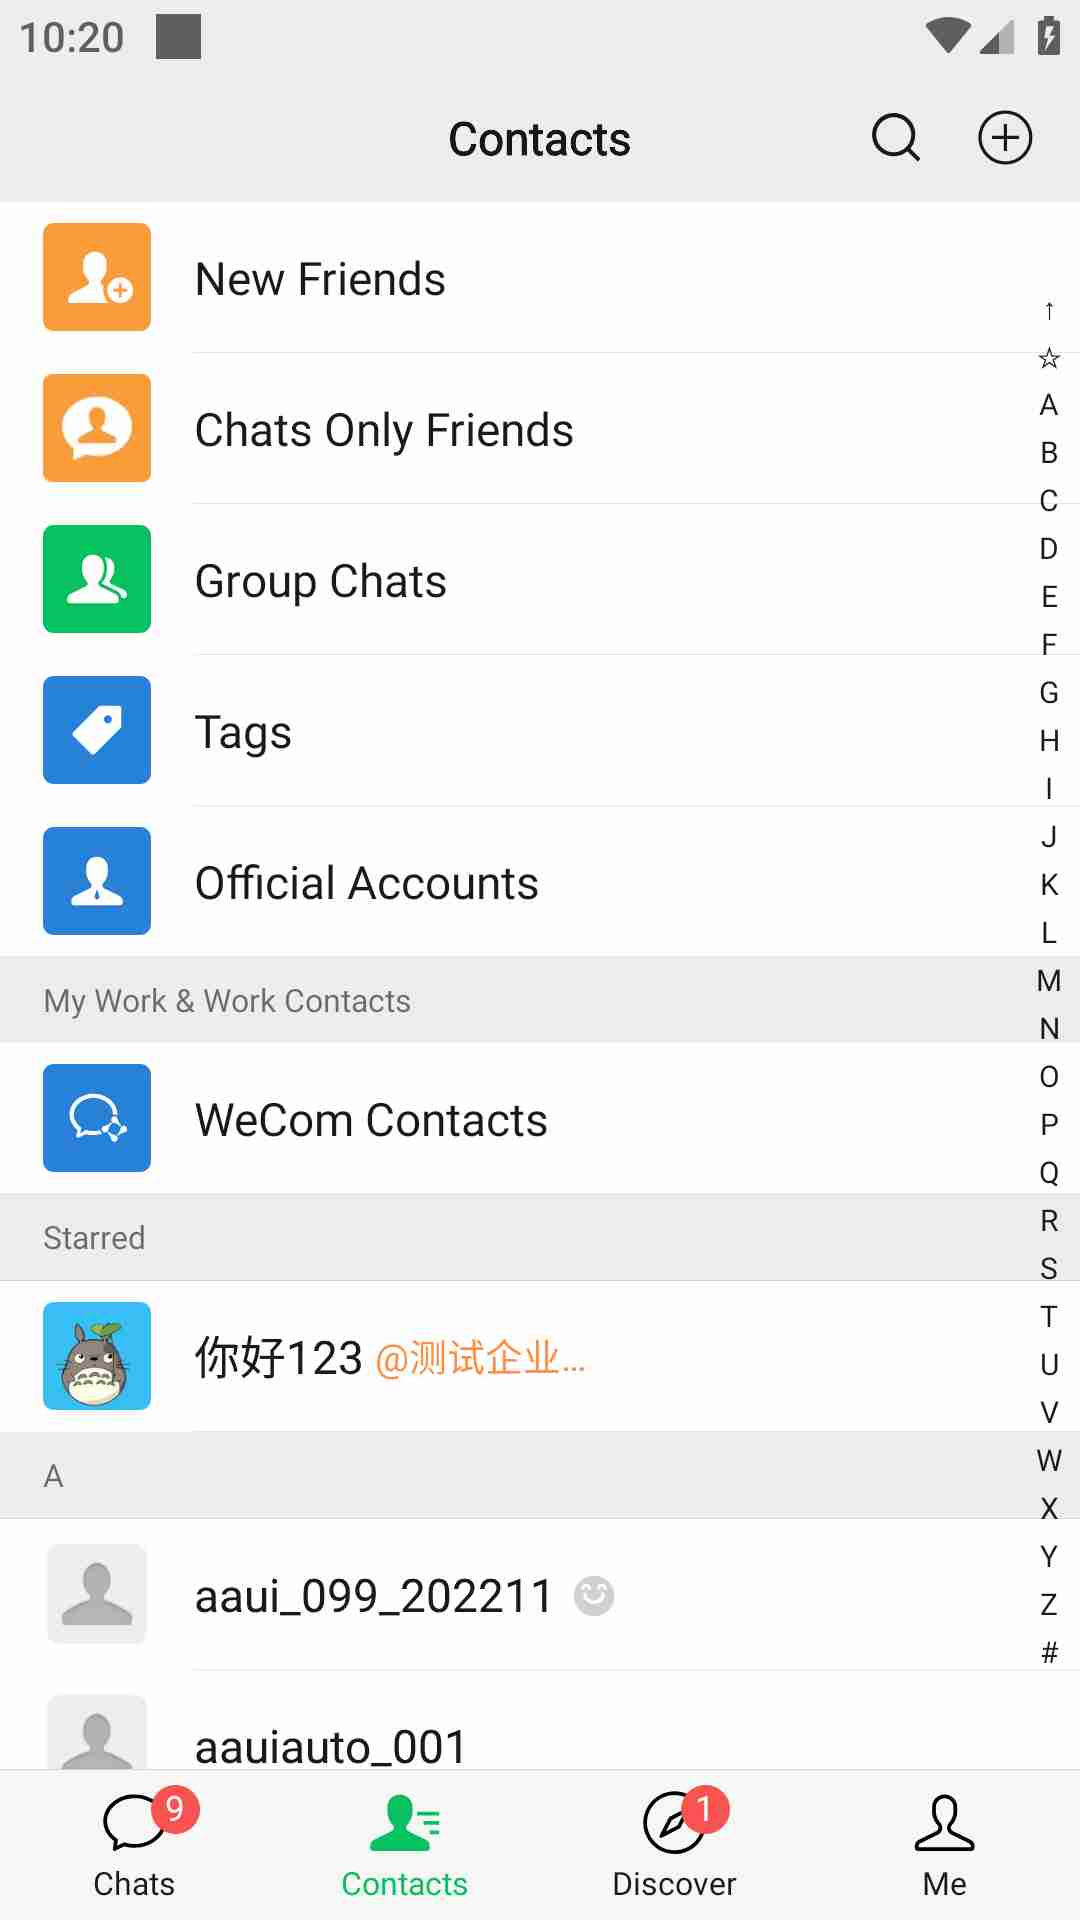 10:20
Contacts
New Friends
Chats Only Friends
Group Chats
Tags
Official Accounts
My Work & Work Contacts
WeCom Contacts
Starred
你好123 @测试企业...
A
aaui_099_202211
aauiauto_001
↑
☆
A
B
C
D
E
F
G
H
I
J
K
L
M
N
O
P
Q
R
S
T
U
V
W
X
Y
Z
#
9
1
Chats
Contacts
Discover
Me